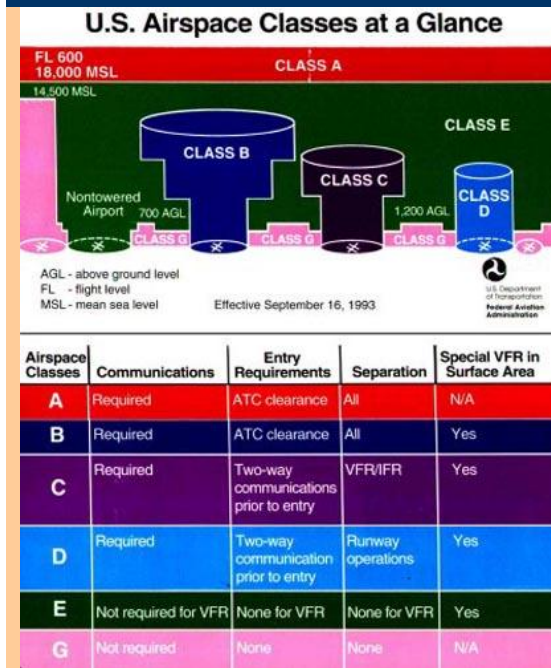 U.S. Airspace Classes at a Glance
FL 600
18,000 MSL
CLASS A
14,500 MSL
CLASS E
CLASS B
CLASS C
CLASS D
Nontowered
Airport
700 AGL
1,200 AGL
CLASS G
CLASS G
CLASS G
AGL - above ground level
FL - flight level
MSL - mean sea level
Effective September 16, 1993
U.S. Department
of Transportation
Federal Aviation
Administration
Airspace Classes Communications Entry Requirements Separation Special VFR in Surface Area
A Required ATC clearance All N/A
B Required ATC clearance All Yes
C Required Two-way communications prior to entry VFR/IFR Yes
D Required Two-way communication prior to entry Runway operations Yes
E Not required for VFR None for VFR None for VFR Yes
G Not required None None N/A